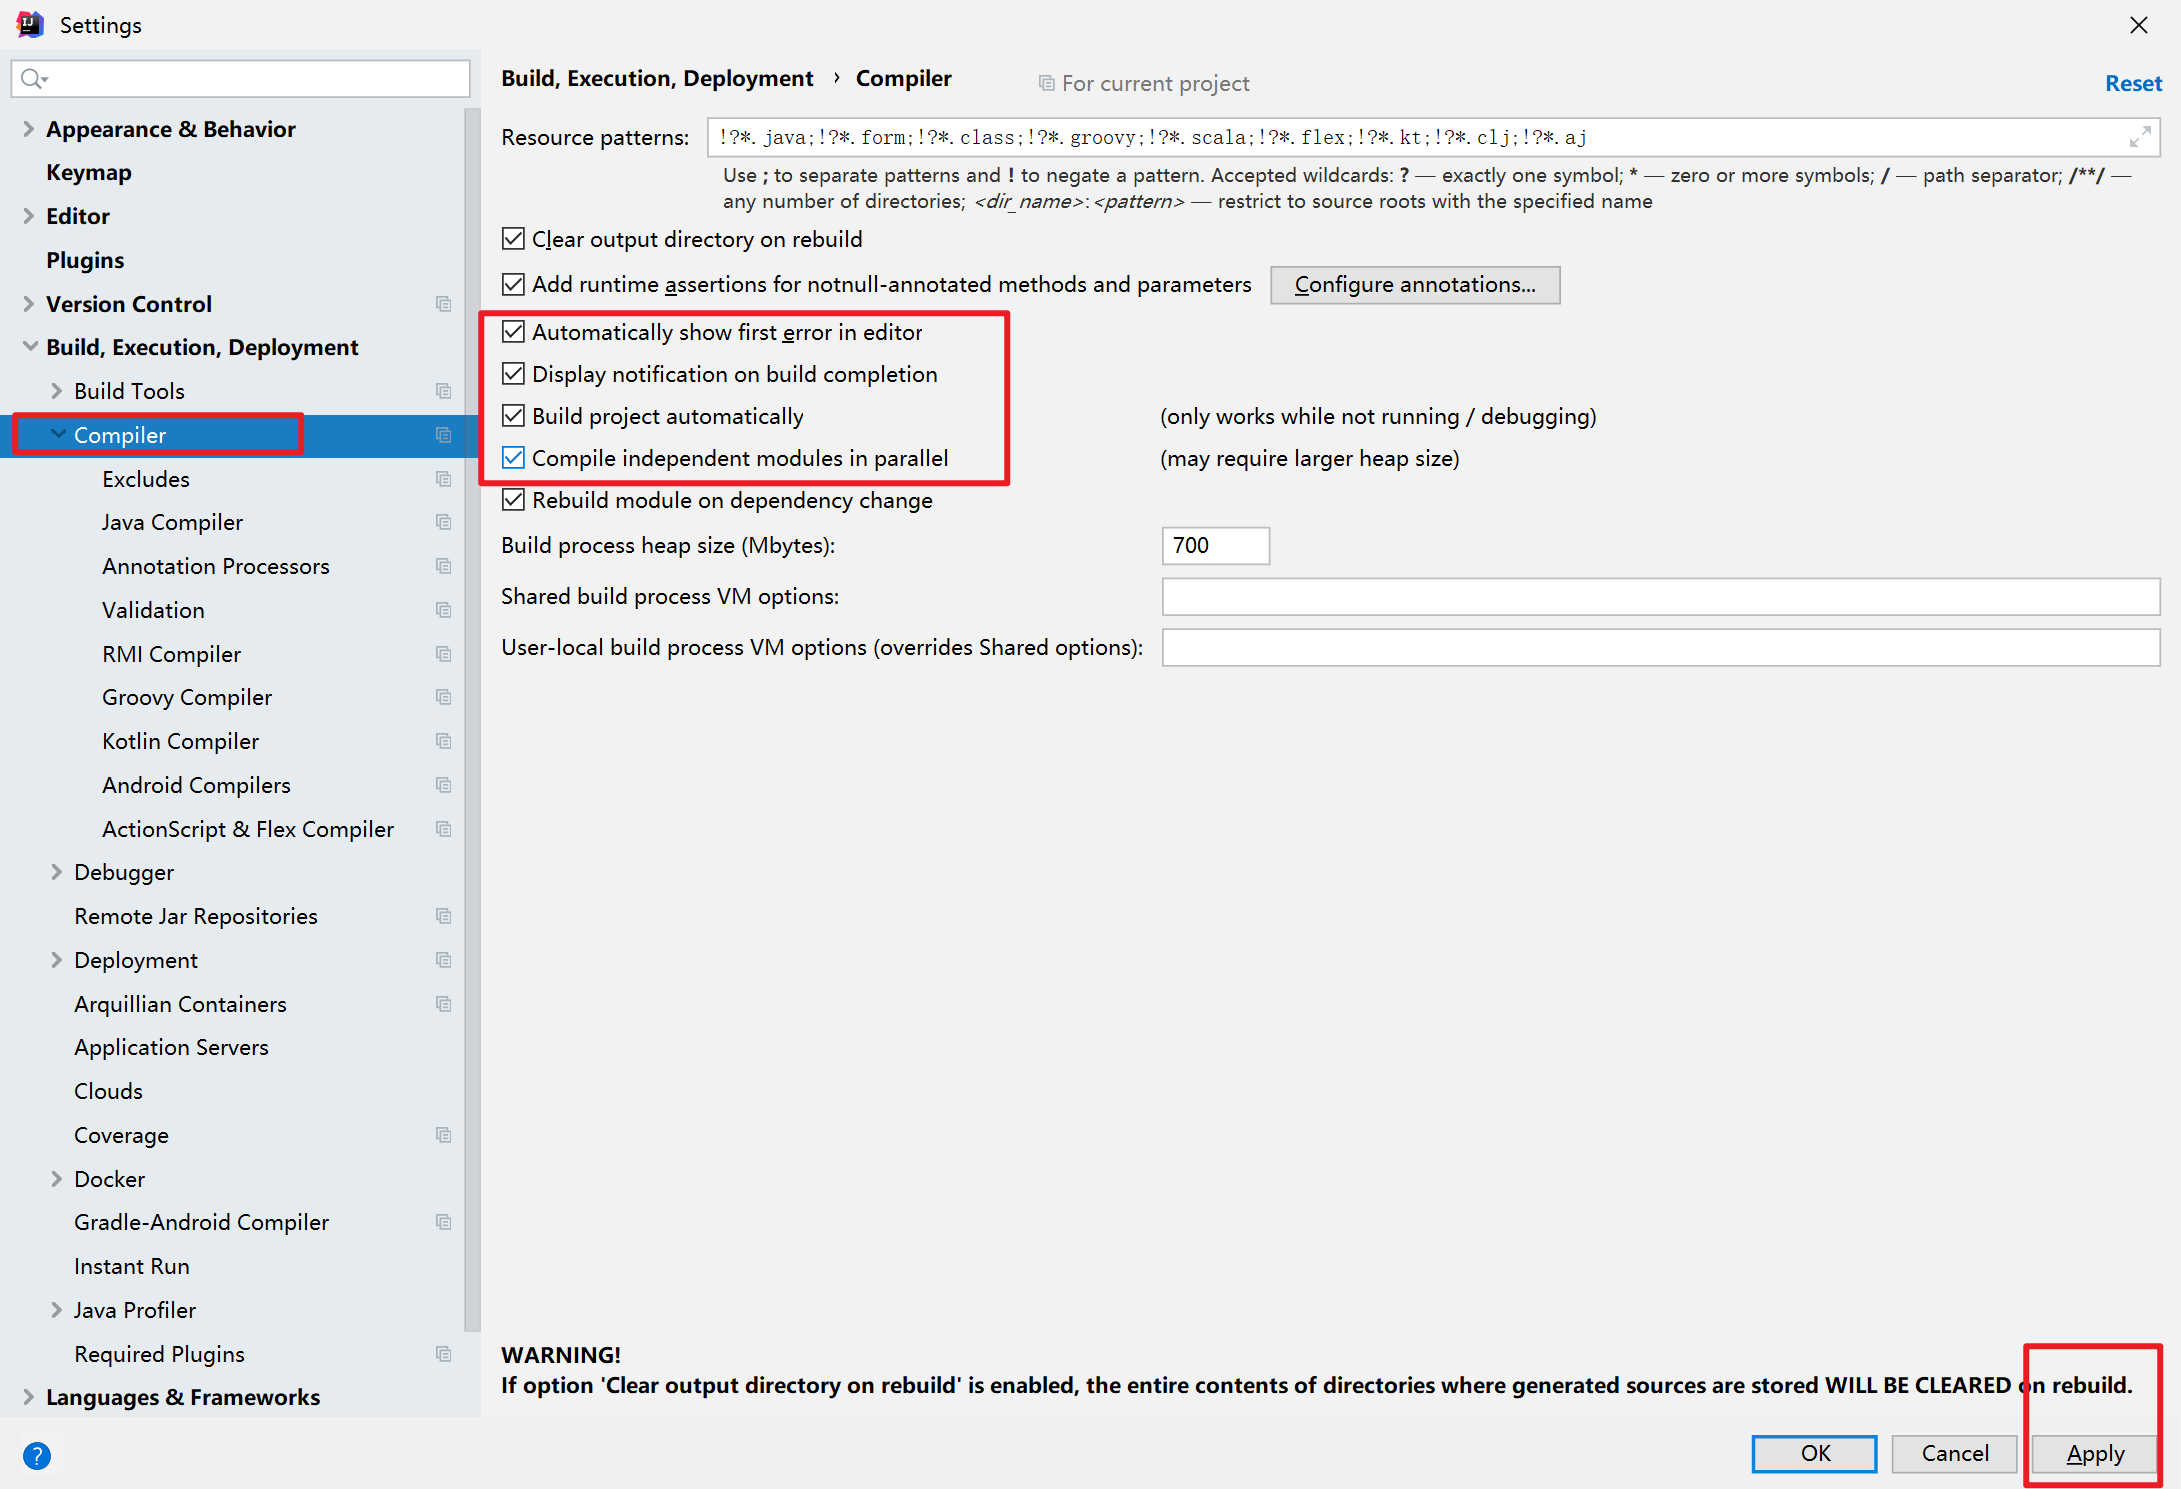 Settings
Appearance & Behavior
Keymap
Editor
Plugins
Version Control
Build, Execution, Deployment
Build Tools
Compiler
Excludes
Java Compiler
Annotation Processors
Validation
RMI Compiler
Groovy Compiler
Kotlin Compiler
Android Compilers
ActionScript & Flex Compiler
Debugger
Remote Jar Repositories
Deployment
Arquillian Containers
Application Servers
Clouds
Coverage
Docker
Gradle-Android Compiler
Instant Run
Java Profiler
Required Plugins
Languages & Frameworks
?
Build, Execution, Deployment › Compiler
For current project
Reset
Resource patterns: !?*.java;!?*.form;!?*.class;!?*.groovy;!?*.scala;!?*.flex;!?*.kt;!?*.clj;!?*.aj
Use ; to separate patterns and ! to negate a pattern. Accepted wildcards: ? — exactly one symbol; * — zero or more symbols; / — path separator; /**/ —
any number of directories; <dir_name>:<pattern> — restrict to source roots with the specified name
Clear output directory on rebuild
Add runtime assertions for notnull-annotated methods and parameters Configure annotations...
Automatically show first error in editor
Display notification on build completion
Build project automatically (only works while not running / debugging)
Compile independent modules in parallel (may require larger heap size)
Rebuild module on dependency change
Build process heap size (Mbytes): 700
Shared build process VM options:
User-local build process VM options (overrides Shared options):
WARNING!
If option 'Clear output directory on rebuild' is enabled, the entire contents of directories where generated sources are stored WILL BE CLEARED on rebuild.
OK Cancel Apply